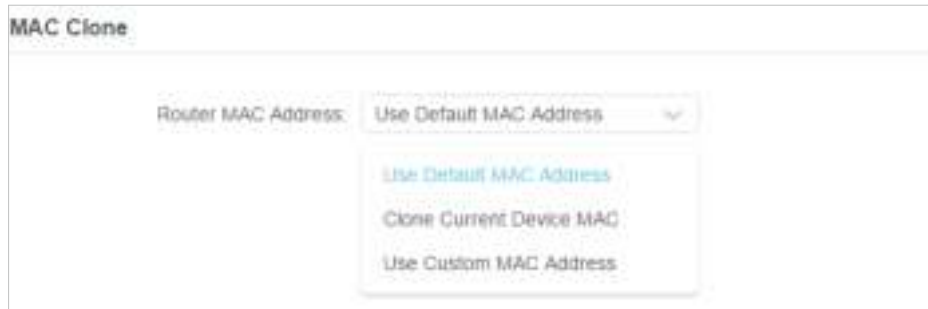 MAC Clone
Router MAC Address: Use Default MAC Address
Use Default MAC Address
Clone Current Device MAC
Use Custom MAC Address